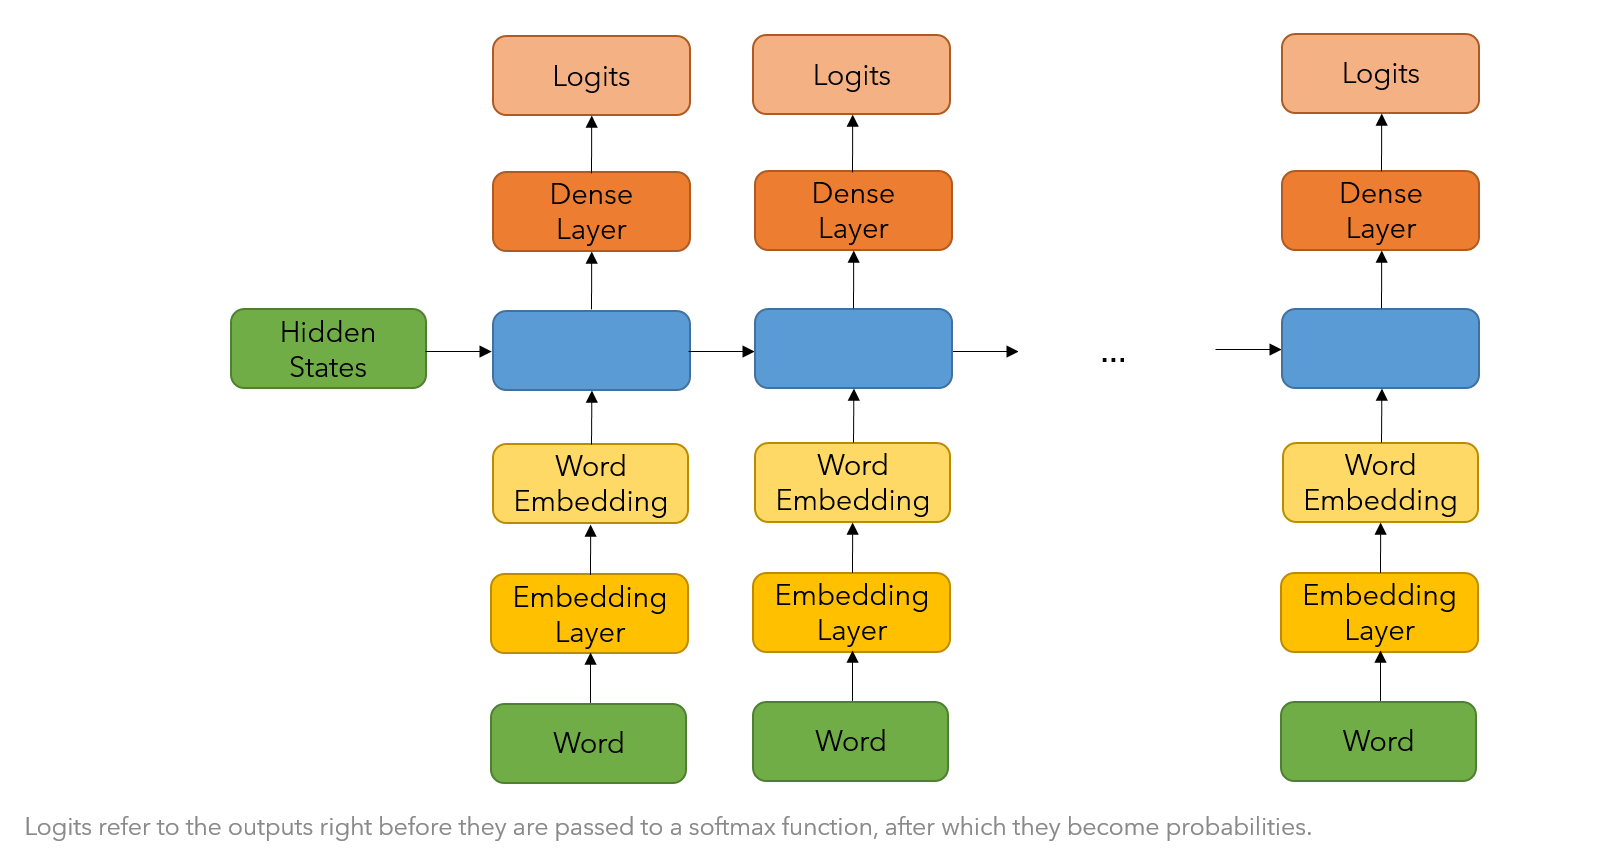 Logits
Logits
Logits
Dense
Layer
Dense
Layer
Dense
Layer
Hidden
States
...
Word
Embedding
Word
Embedding
Word
Embedding
Embedding
Layer
Embedding
Layer
Embedding
Layer
Word
Word
Word
Logits refer to the outputs right before they are passed to a softmax function, after which they become probabilities.